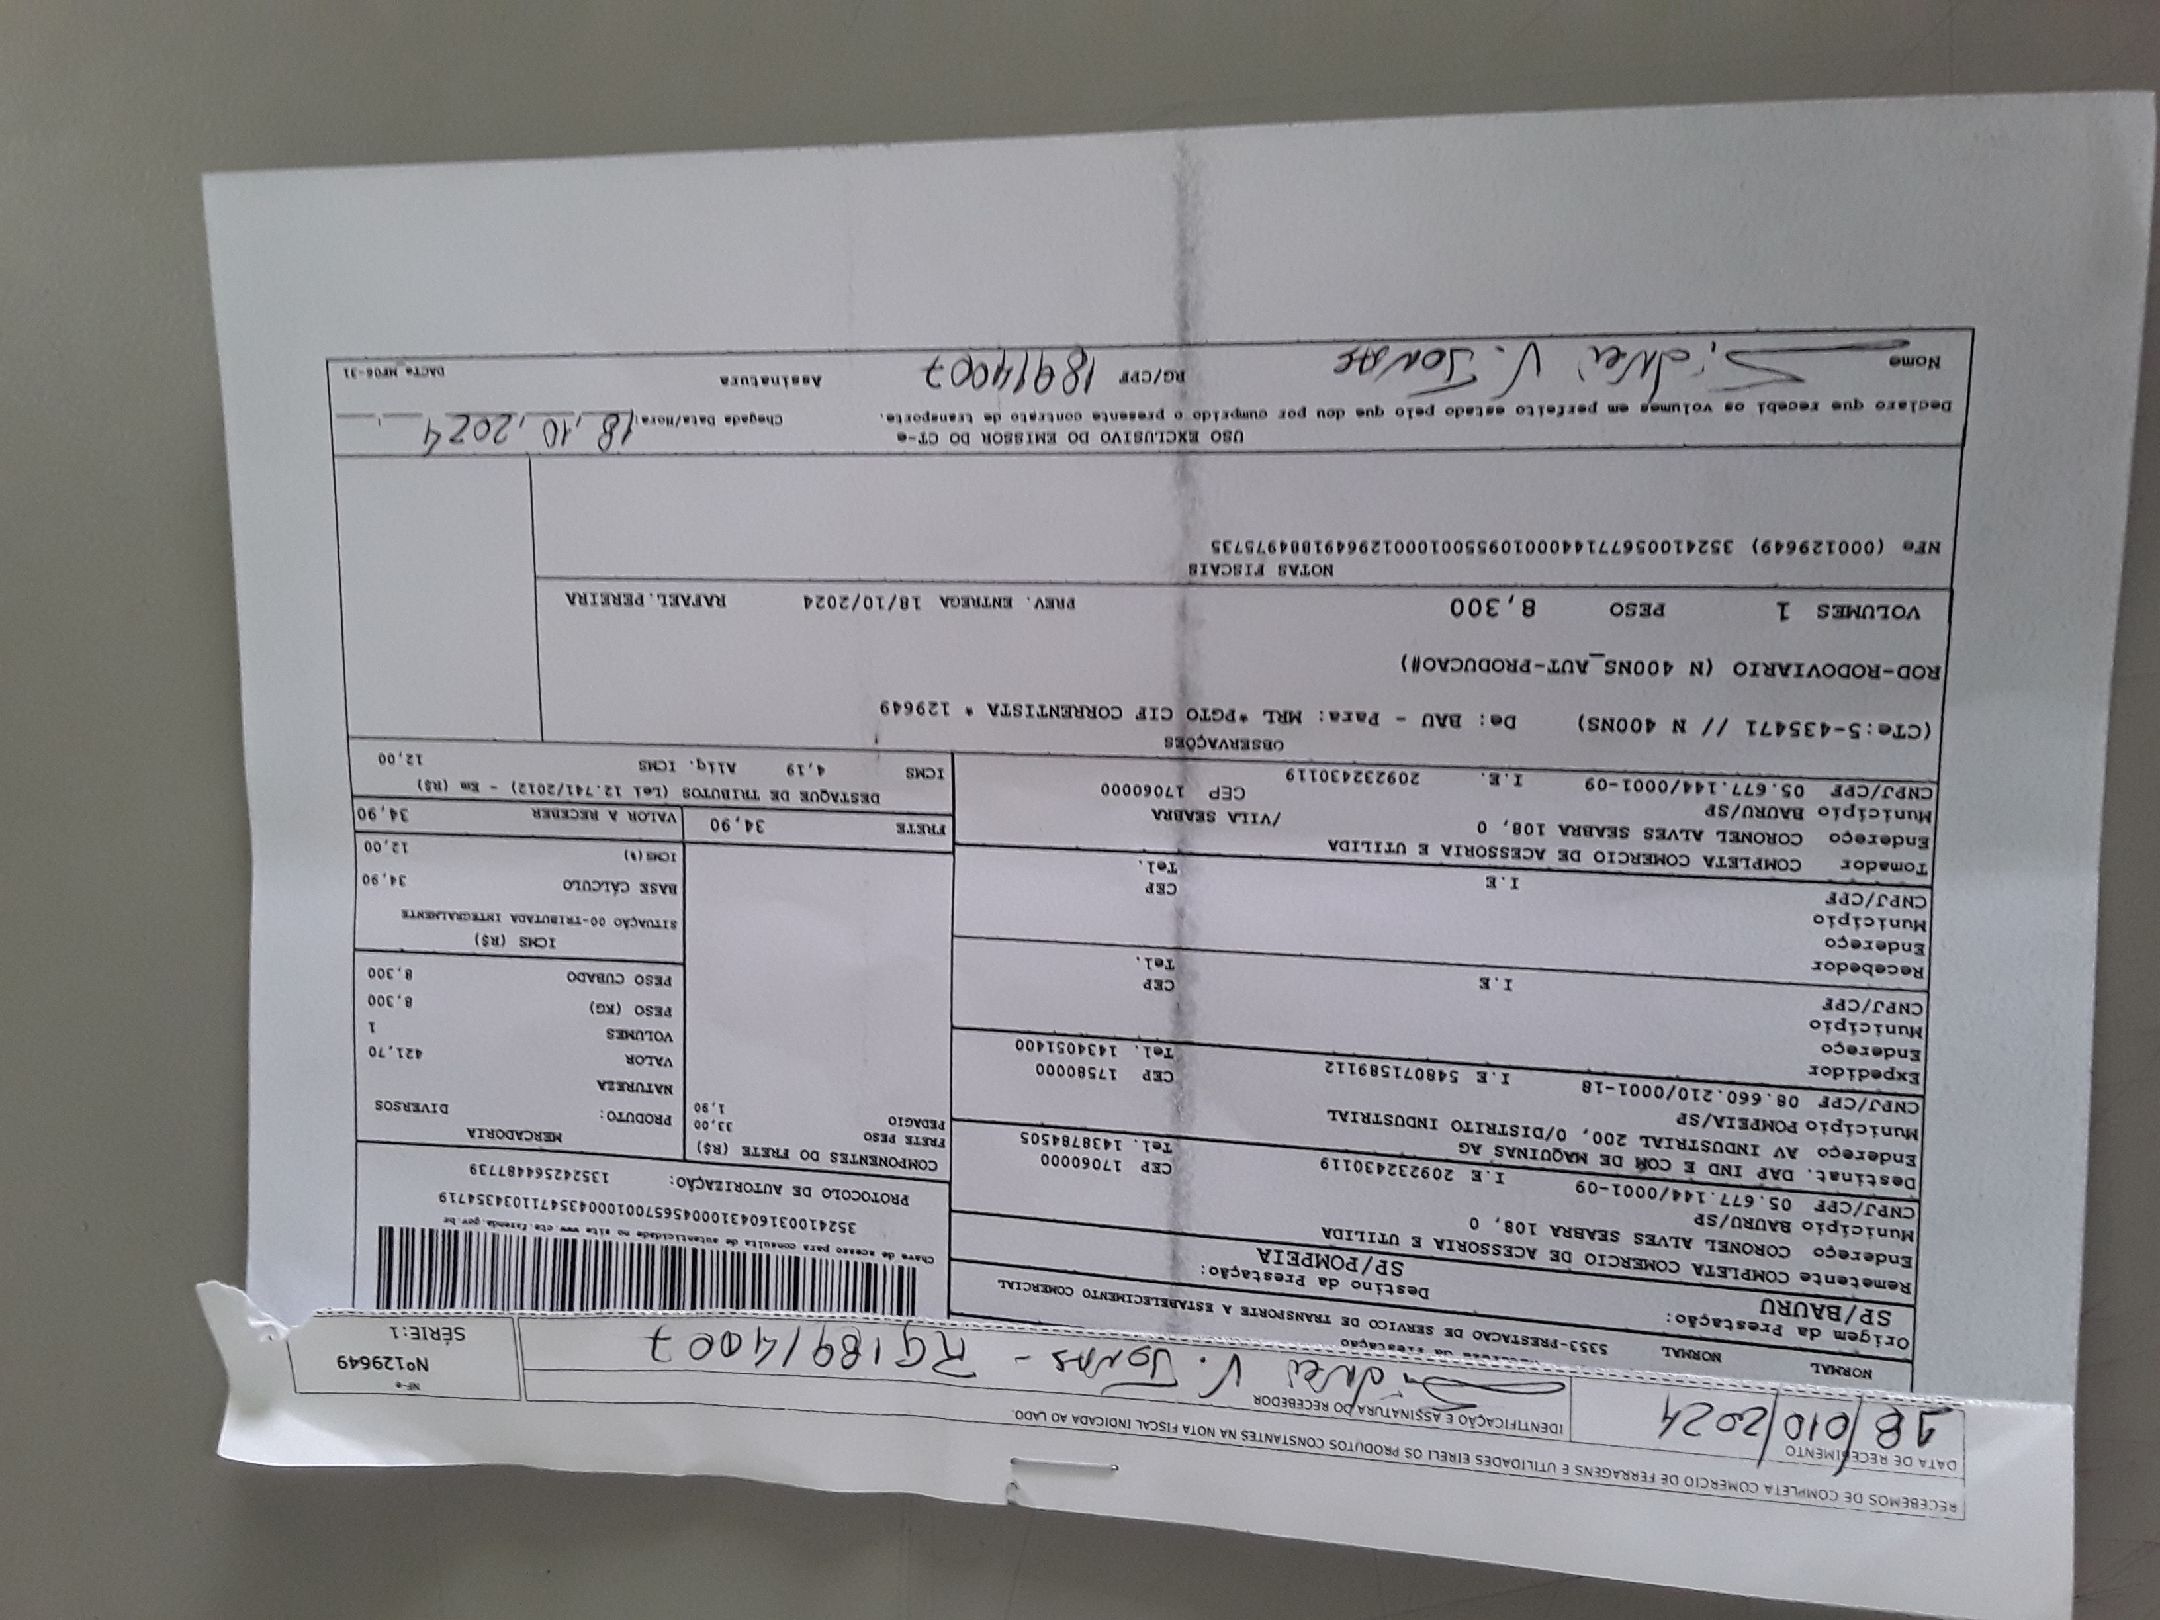 RECEBEMOS DE COMPLETA COMERCIO DE FERRAGENS E UTILIDADES EIRELI OS PRODUTOS CONSTANTES NA NOTA FISCAL INDICADA AO LADO.
DATA DE RECEBIMENTO
18/010/2024
IDENTIFICAÇÃO E ASSINATURA DO RECEBEDOR
Sidnei V. Jonas - RG 18914007
NF-e
Nº129649
SÉRIE:1
NORMAL NORMAL 5353-PRESTACAO DE SERVICO DE TRANSPORTE A ESTABELECIMENTO COMERCIAL
Origem da Prestação: Destino da Prestação:
SP/BAURU SP/POMPEIA
Remetente COMPLETA COMERCIO DE ACESSORIA E UTILIDA
Endereço CORONEL ALVES SEABRA 108, 0
Município BAURU/SP CEP 17060000
CNPJ/CPF 05.677.144/0001-09 I.E 209232430119 Tel. 1438784505
Destinat. DAP IND E COM DE MAQUINAS AG
Endereço AV INDUSTRIAL 200, 0/DISTRITO INDUSTRIAL
Município POMPEIA/SP CEP 17580000
CNPJ/CPF 08.660.210/0001-18 I.E 548071589112 Tel. 1434051400
Expedidor
Endereço
Município CEP
CNPJ/CPF I.E Tel.
Recebedor
Endereço
Município CEP
CNPJ/CPF I.E Tel.
Tomador COMPLETA COMERCIO DE ACESSORIA E UTILIDA
Endereço CORONEL ALVES SEABRA 108, 0 /VILA SEABRA
Município BAURU/SP CEP 17060000
CNPJ/CPF 05.677.144/0001-09 I.E. 209232430119
Chave de acesso para consulta de autenticidade no site www.cte.fazenda.gov.br
PROTOCOLO DE AUTORIZAÇÃO: 135242564487739
COMPONENTES DO FRETE (R$)
FRETE PESO 33,00
PEDAGIO 1,90
MERCADORIA
PRODUTO: DIVERSOS
NATUREZA
VALOR 421,70
VOLUMES 1
PESO (KG) 8,300
PESO CUBADO 8,300
ICMS (R$)
SITUAÇÃO 00-TRIBUTADA INTEGRALMENTE
BASE CÁLCULO 34,90
ICMS(%) 12,00
FRETE 34,90 VALOR A RECEBER 34,90
DESTAQUE DE TRIBUTOS (Lei 12.741/2012) - Em (R$)
ICMS 4,19 Alíq. ICMS 12,00
OBSERVAÇÕES
(CTe:5-435471 // N 400NS) De: BAU - Para: MRL *PGTO CIF CORRENTISTA * 129649
ROD-RODOVIARIO (N 400NS_AUT-PRODUCAO#)
VOLUMES 1 PESO 8,300 PREV. ENTREGA 18/10/2024 RAFAEL.PEREIRA
NOTAS FISCAIS
NFe (000129649) 35241005677144000109550010001296491884975735
USO EXCLUSIVO DO EMISSOR DO CT-e
Declaro que recebi os volumes em perfeito estado pelo que dou por cumprido o presente contrato de transporte. Chegada Data/Hora: 18,10,2024
Nome Sidnei V. Jonas RG/CPF 18914007 Assinatura DACTe MF06-31